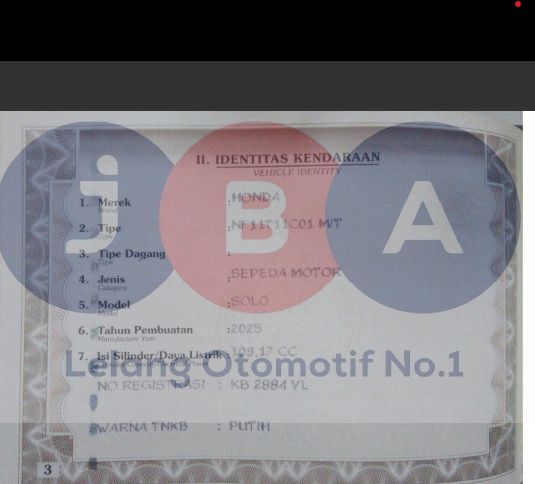 II. IDENTITAS KENDARAAN
VEHICLE IDENTITY
1. Merek : HONDA
Brand
2. Tipe : NF11T11C01 M/T
Type
3. Tipe Dagang :
Type
4. Jenis : SEPEDA MOTOR
Category
5. Model : SOLO
Model
6. Tahun Pembuatan : 2025
Manufacture Year
7. Isi Silinder/Daya Listrik : 109,17 CC
NO REGISTRASI : KB 2884 VL
WARNA TNKB : PUTIH
3
j B A
Lelang Otomotif No.1